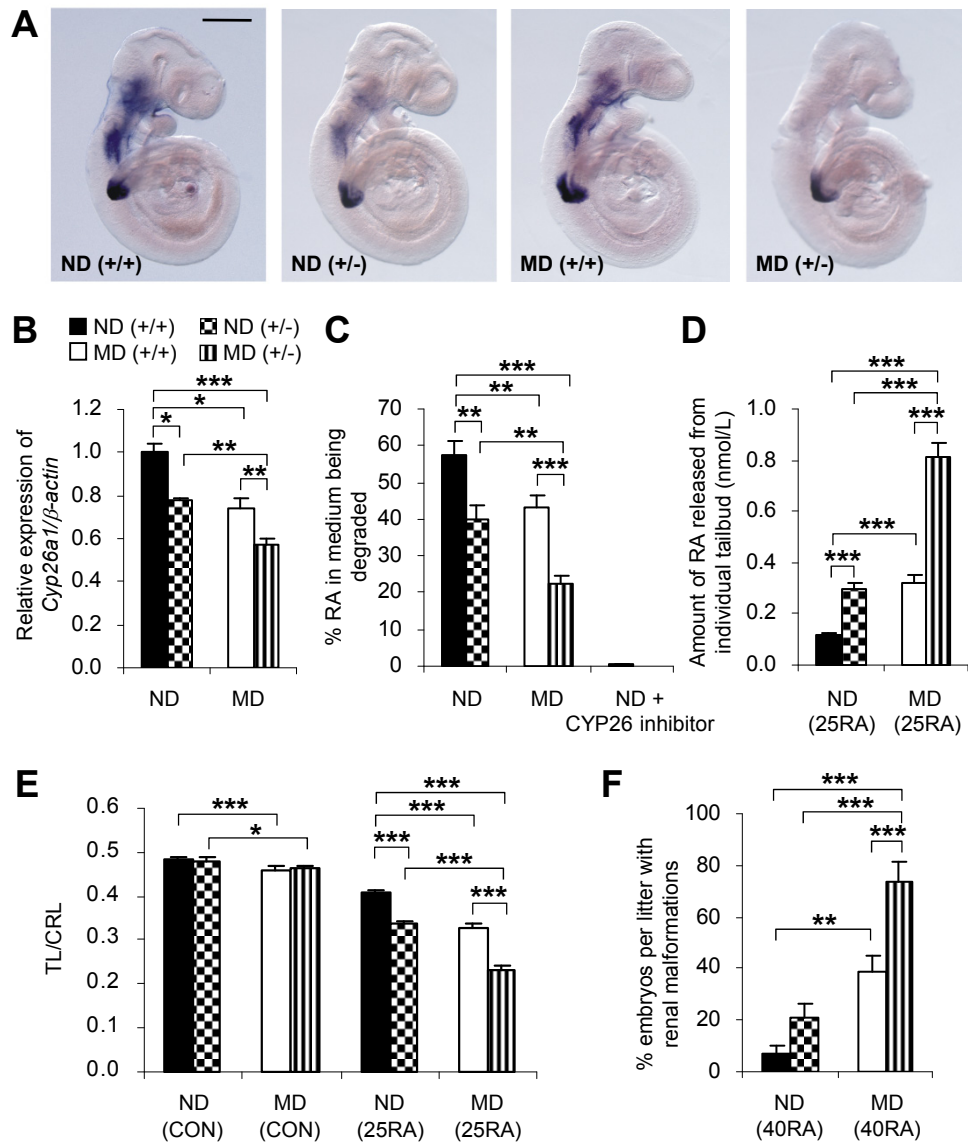 A
ND (+/+)
ND (+/-)
MD (+/+)
MD (+/-)
B
ND (+/+)
ND (+/-)
MD (+/+)
MD (+/-)
Relative expression of
Cyp26a1/β-actin
1.2
1.0
0.8
0.6
0.4
0.2
0.0
***
*
*
**
**
ND
MD
C
% RA in medium being
degraded
70
60
50
40
30
20
10
0
***
**
**
**
***
ND
MD
ND +
CYP26 inhibitor
D
Amount of RA released from
individual tailbud (nmol/L)
1.0
0.8
0.6
0.4
0.2
0.0
***
***
***
***
***
ND
(25RA)
MD
(25RA)
E
TL/CRL
0.6
0.5
0.4
0.3
0.2
0.1
0.0
***
*
***
***
***
***
***
ND
(CON)
MD
(CON)
ND
(25RA)
MD
(25RA)
F
% embryos per litter with
renal malformations
100
80
60
40
20
0
***
***
***
**
ND
(40RA)
MD
(40RA)